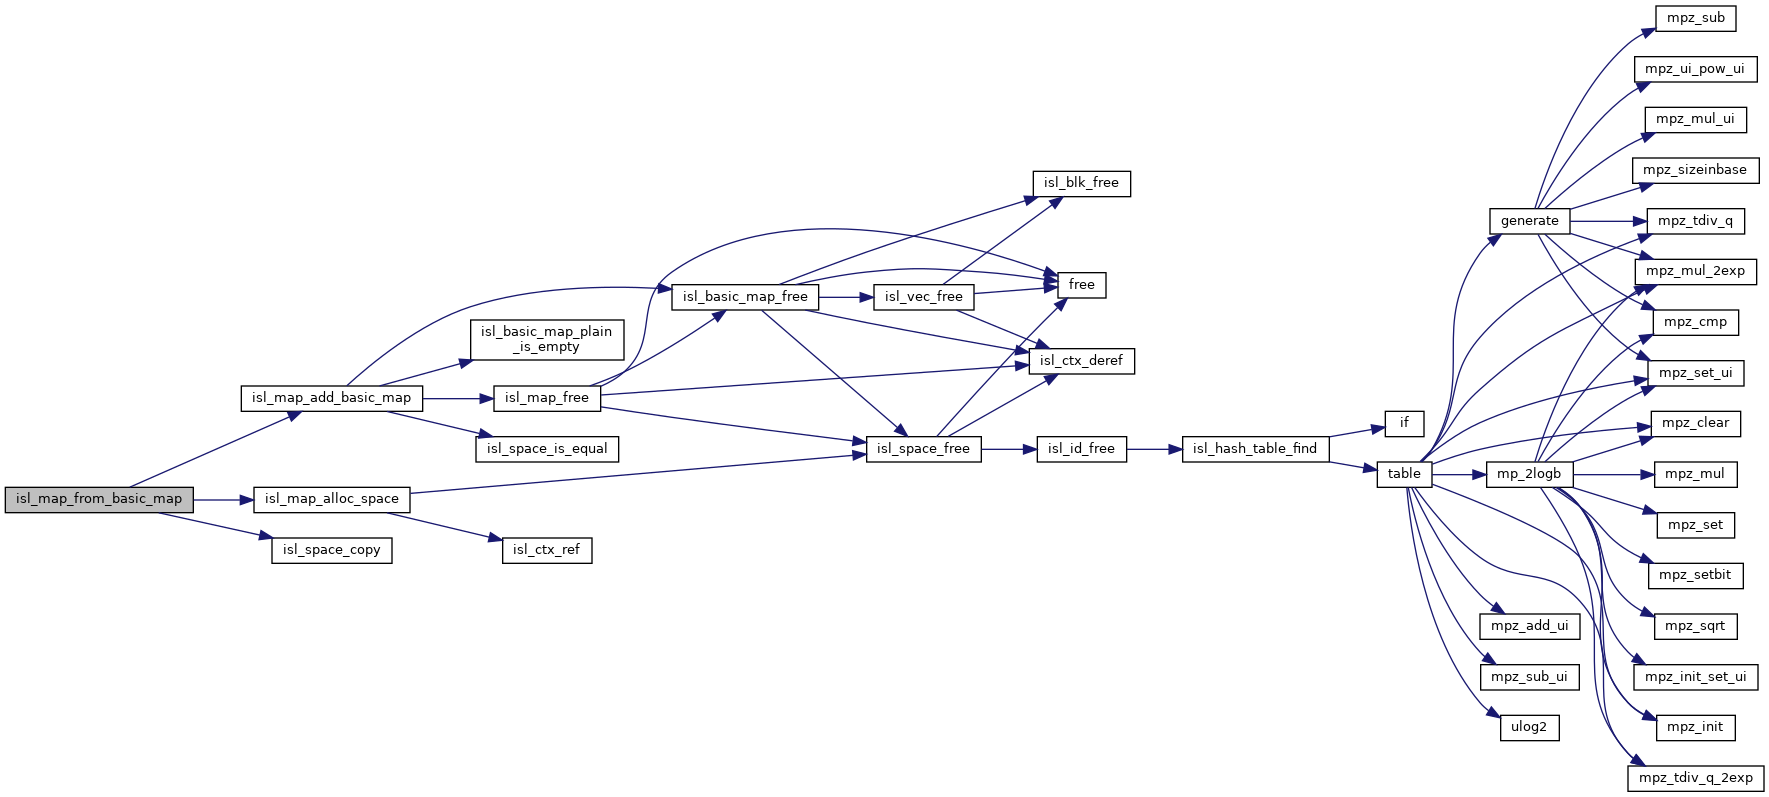 mpz_sub
mpz_ui_pow_ui
mpz_mul_ui
mpz_sizeinbase
isl_blk_free
generate
mpz_tdiv_q
mpz_mul_2exp
free
isl_basic_map_free
isl_vec_free
mpz_cmp
isl_basic_map_plain
_is_empty
isl_ctx_deref
mpz_set_ui
isl_map_add_basic_map
isl_map_free
if
mpz_clear
isl_space_is_equal
isl_space_free
isl_id_free
isl_hash_table_find
table
mp_2logb
mpz_mul
isl_map_from_basic_map
isl_map_alloc_space
mpz_set
isl_space_copy
isl_ctx_ref
mpz_setbit
mpz_add_ui
mpz_sqrt
mpz_sub_ui
mpz_init_set_ui
ulog2
mpz_init
mpz_tdiv_q_2exp